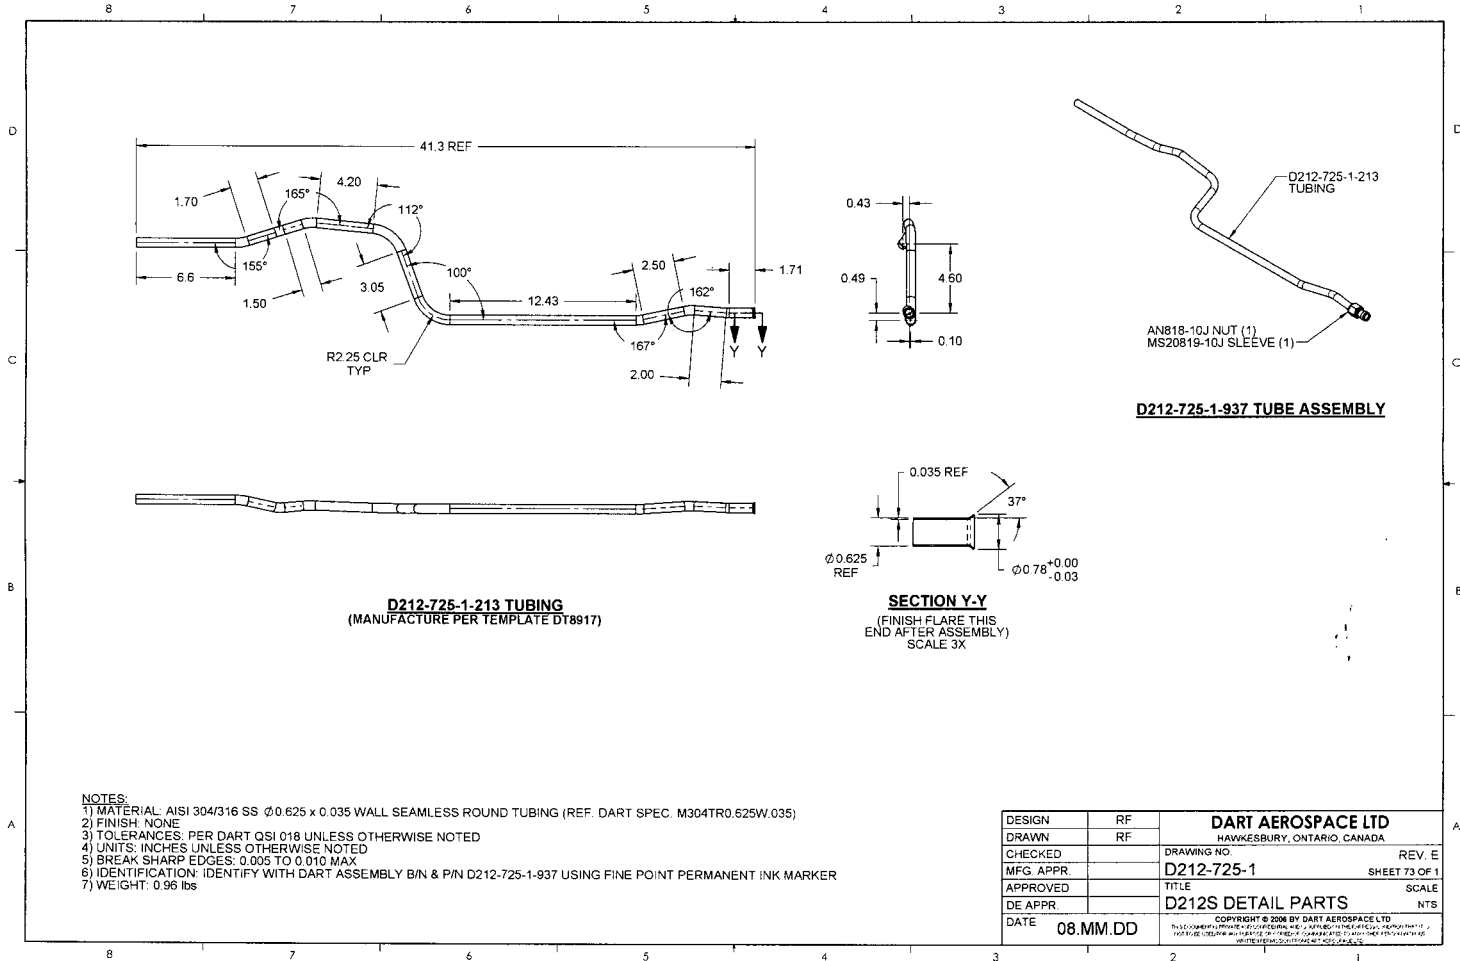 8 7 6 5 4 3 2 1
D
C
B
A
41.3 REF
1.70
165°
4.20
112°
155°
6.6
1.50
3.05
100°
12.43
2.50
162°
1.71
167°
2.00
Y Y
R2.25 CLR
TYP
0.43
0.49
4.60
0.10
D212-725-1-213
TUBING
AN818-10J NUT (1)
MS20819-10J SLEEVE (1)
D212-725-1-937 TUBE ASSEMBLY
0.035 REF
37°
Ø0.625
REF
Ø0.78 +0.00
-0.03
D212-725-1-213 TUBING
(MANUFACTURE PER TEMPLATE DT8917)
SECTION Y-Y
(FINISH FLARE THIS
END AFTER ASSEMBLY)
SCALE 3X
NOTES:
1) MATERIAL: AISI 304/316 SS Ø0.625 x 0.035 WALL SEAMLESS ROUND TUBING (REF. DART SPEC. M304TR0.625W.035)
2) FINISH: NONE
3) TOLERANCES: PER DART QSI 018 UNLESS OTHERWISE NOTED
4) UNITS: INCHES UNLESS OTHERWISE NOTED
5) BREAK SHARP EDGES: 0.005 TO 0.010 MAX
6) IDENTIFICATION: IDENTIFY WITH DART ASSEMBLY B/N & P/N D212-725-1-937 USING FINE POINT PERMANENT INK MARKER
7) WEIGHT: 0.96 lbs
DESIGN RF
DRAWN RF
CHECKED
MFG. APPR.
APPROVED
DE APPR.
DATE 08.MM.DD
DART AEROSPACE LTD
HAWKESBURY, ONTARIO, CANADA
DRAWING NO. REV. E
D212-725-1 SHEET 73 OF 1
TITLE SCALE
D212S DETAIL PARTS NTS
COPYRIGHT © 2006 BY DART AEROSPACE LTD
D
C
B
A
8 7 6 5 4 3 2 1